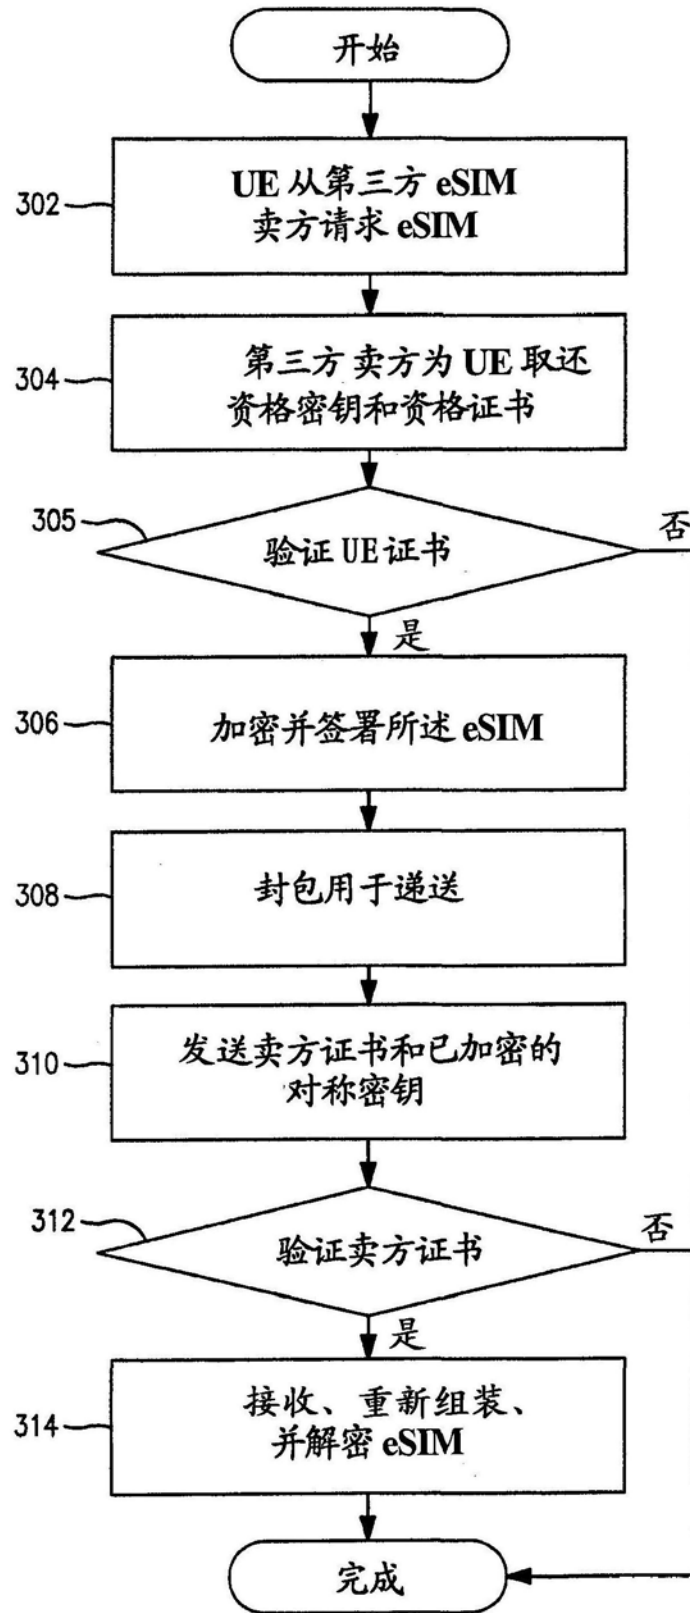 开始
302
UE 从第三方 eSIM
卖方请求 eSIM
304
第三方卖方为 UE 取还
资格密钥和资格证书
305
验证 UE 证书
否
是
306
加密并签署所述 eSIM
308
封包用于递送
310
发送卖方证书和已加密的
对称密钥
312
验证卖方证书
否
是
314
接收、重新组装、
并解密 eSIM
完成